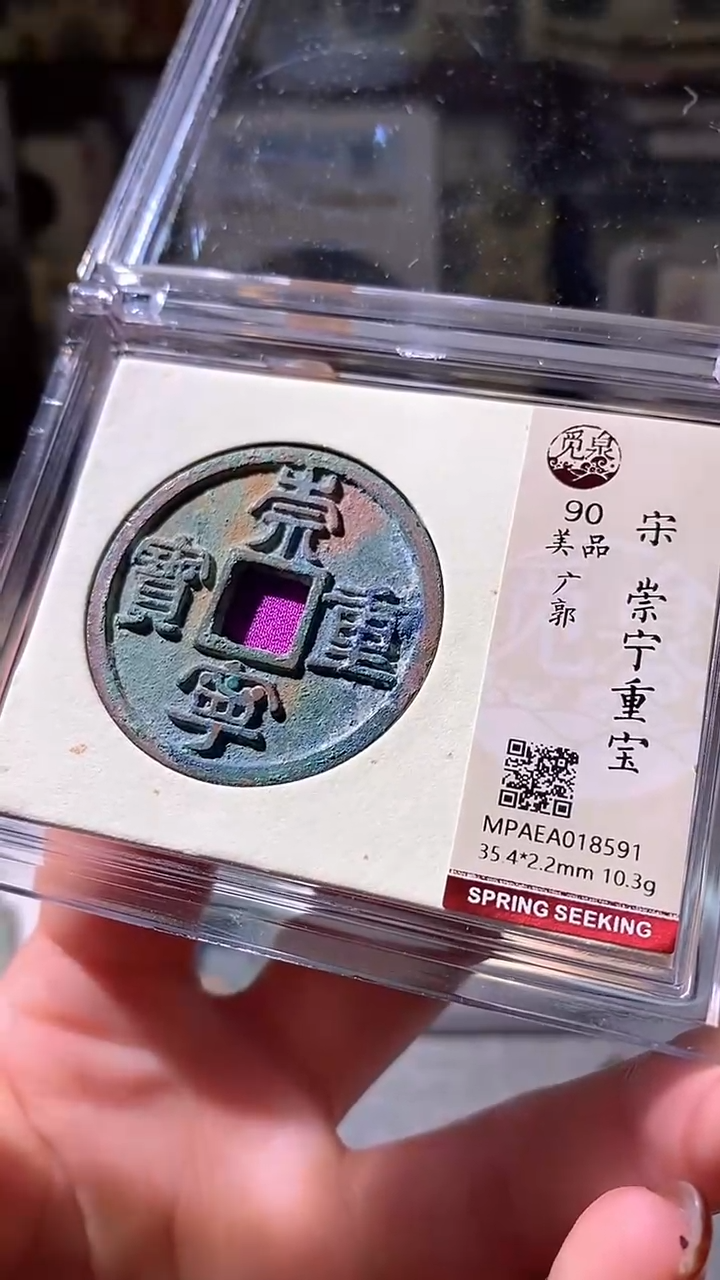 崇
重
寧
寶
觅泉
90
美品
广郭
宋 崇宁重宝
MPAEA018591
35.4*2.2mm 10.3g
SPRING SEEKING